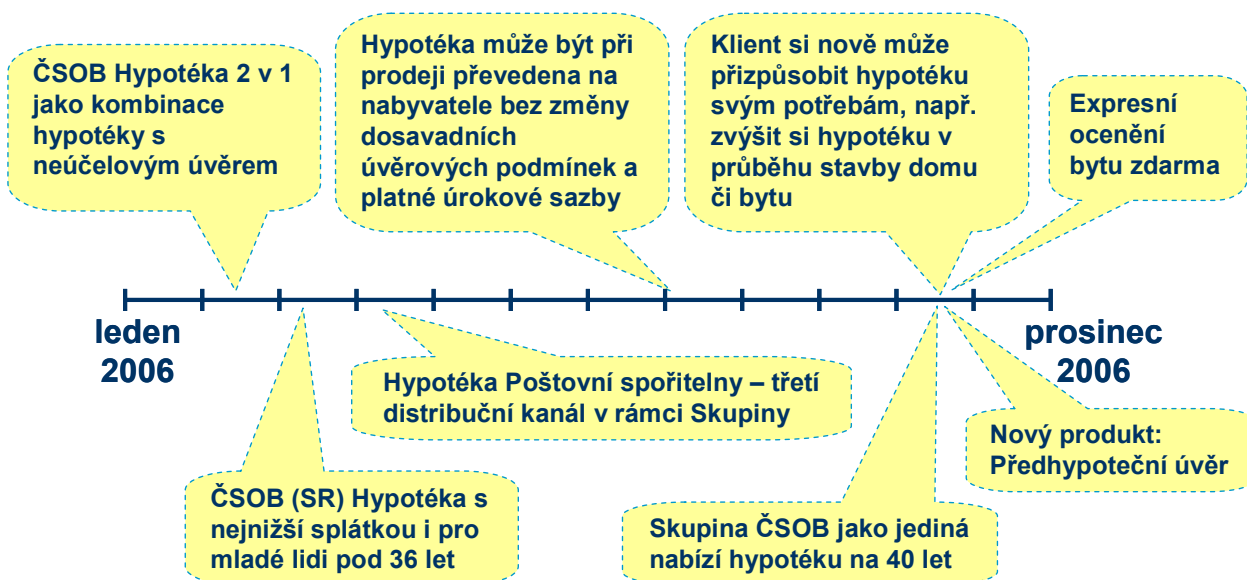 ČSOB Hypotéka 2 v 1
jako kombinace
hypotéky s
neúčelovým úvěrem
Hypotéka může být při
prodeji převedena na
nabyvatele bez změny
dosavadních
úvěrových podmínek a
platné úrokové sazby
Klient si nově může
přizpůsobit hypotéku
svým potřebám, např.
zvýšit si hypotéku v
průběhu stavby domu
či bytu
Expresní
ocenění
bytu zdarma
leden
2006
prosinec
2006
Hypotéka Poštovní spořitelny – třetí
distribuční kanál v rámci Skupiny
Nový produkt:
Předhypoteční úvěr
ČSOB (SR) Hypotéka s
nejnižší splátkou i pro
mladé lidi pod 36 let
Skupina ČSOB jako jediná
nabízí hypotéku na 40 let